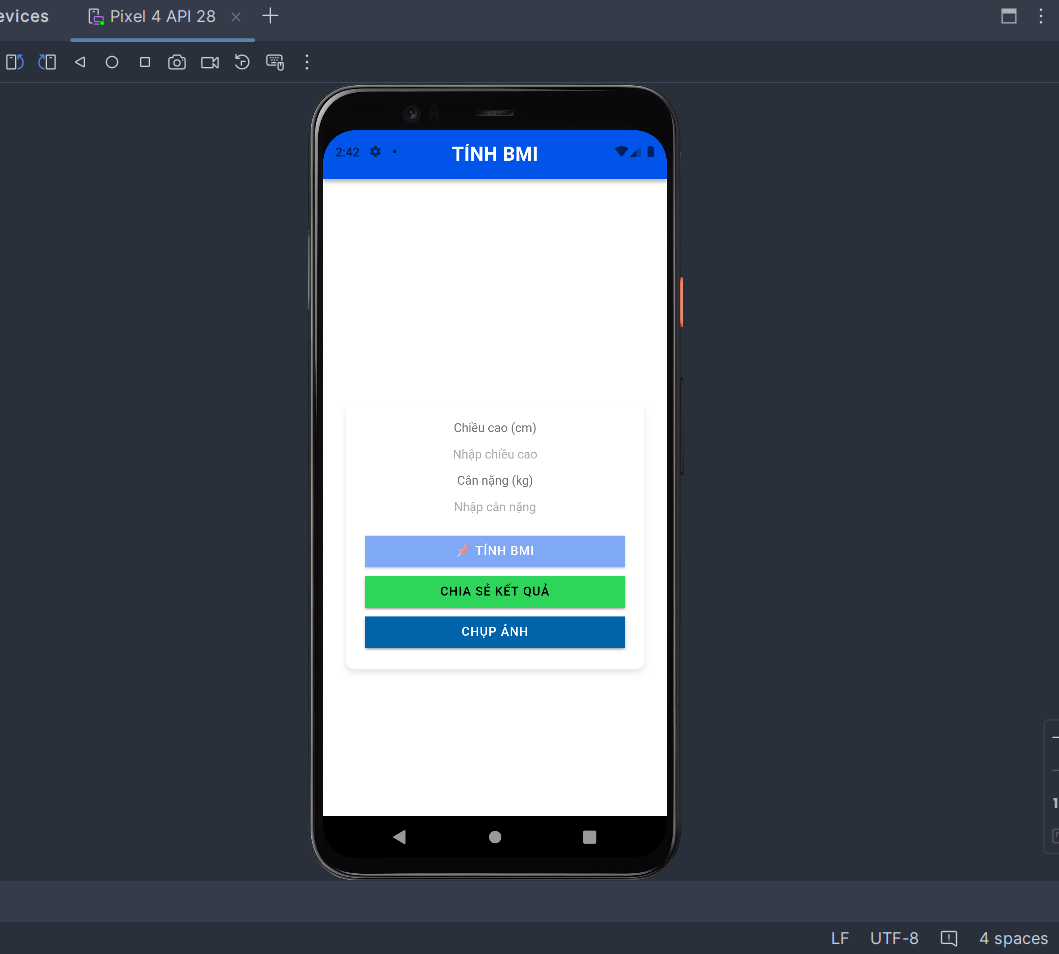 evices
Pixel 4 API 28
2:42
TÍNH BMI
Chiều cao (cm)
Nhập chiều cao
Cân nặng (kg)
Nhập cân nặng
📌 TÍNH BMI
CHIA SẺ KẾT QUẢ
CHỤP ẢNH
LF UTF-8 4 spaces